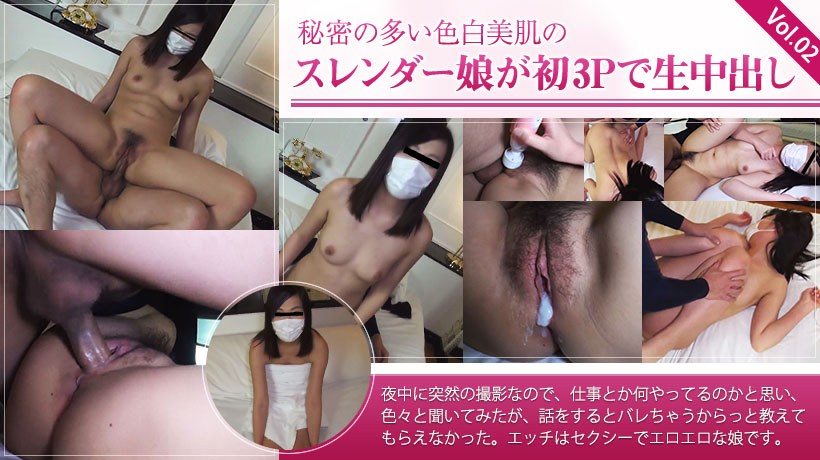 秘密の多い色白美肌の
スレンダー娘が初3Pで生中出し
Vol.02
夜中に突然の撮影なので、仕事とか何やってるのかと思い、
色々と聞いてみたが、話をするとバレちゃうからっと教えて
もらえなかった。エッチはセクシーでエロエロな娘です。